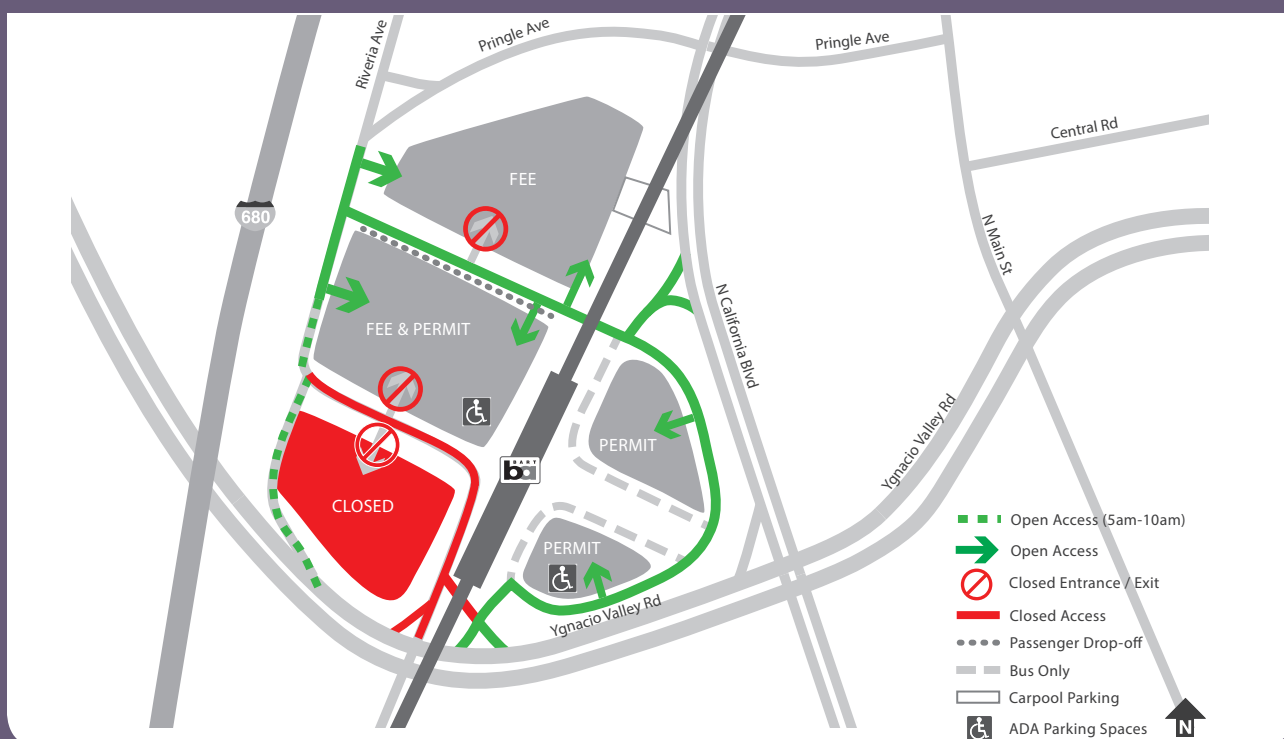 Riveria Ave
Pringle Ave
Pringle Ave
Central Rd
FEE
680
N Main St
N California Blvd
FEE & PERMIT
Ygnacio Valley Rd
PERMIT
BART
ba
CLOSED
PERMIT
Ygnacio Valley Rd
Open Access (5am-10am)
Open Access
Closed Entrance / Exit
Closed Access
Passenger Drop-off
Bus Only
Carpool Parking
ADA Parking Spaces
N